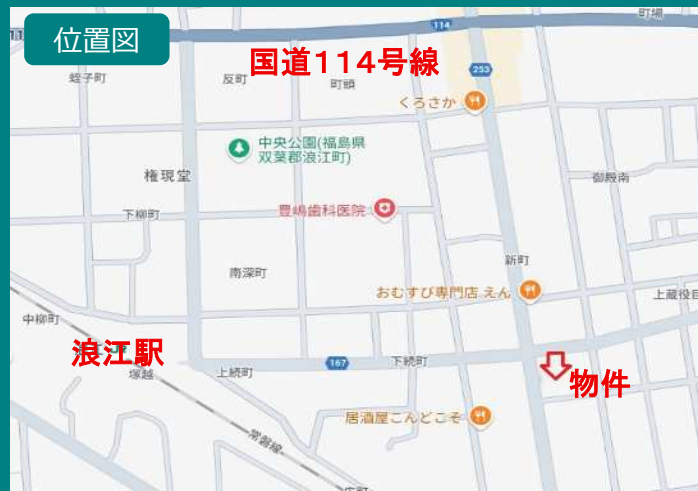 位置図
114
町場
国道114号線
253
蛭子町
反町
町頭
くろさか
中央公園(福島県
双葉郡浪江町)
権現堂
御殿南
下柳町
豊嶋歯科医院
新町
南深町
おむすび専門店 えん
上蔵役目
中柳町
浪江駅
167
下続町
上続町
塚越
物件
居酒屋こんどこそ
常磐線